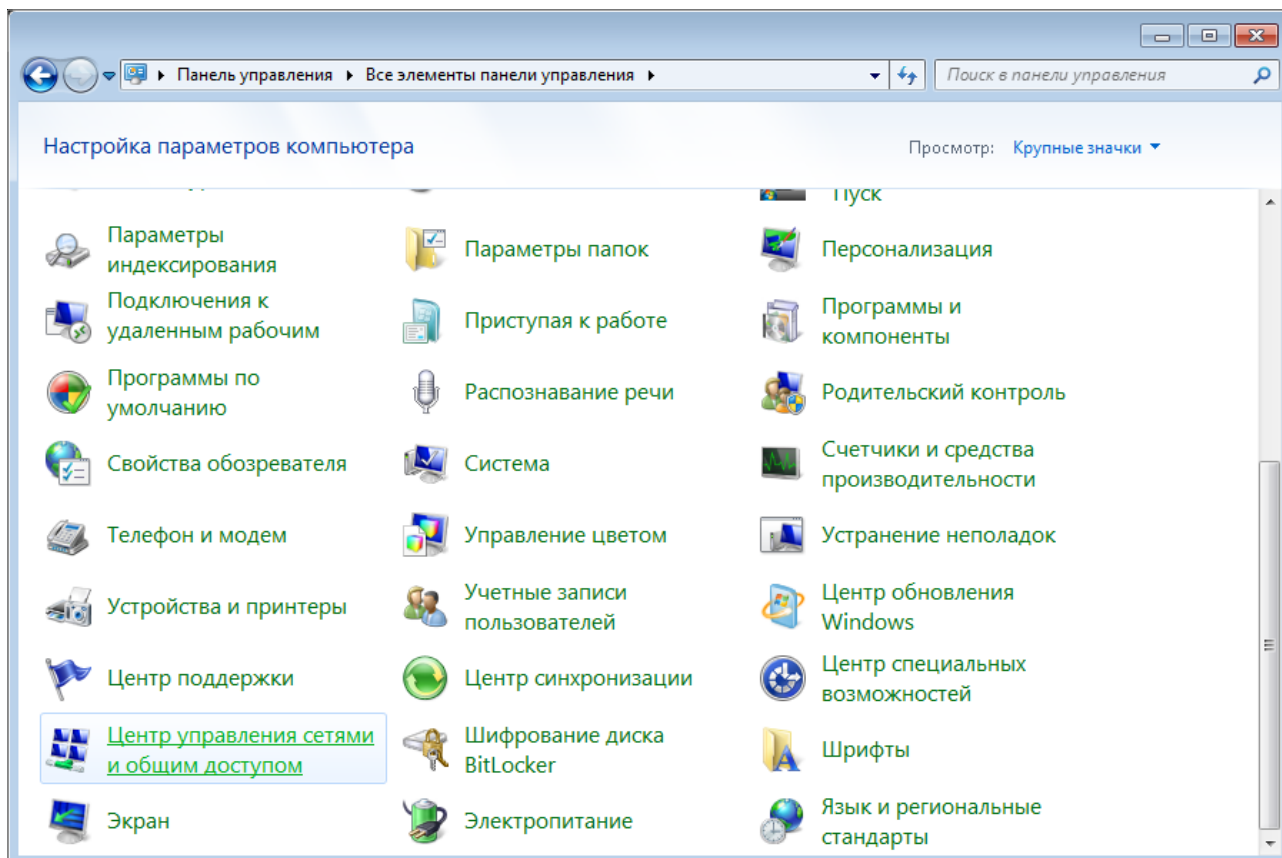 Панель управления ▸ Все элементы панели управления ▸
Поиск в панели управления
Настройка параметров компьютера
Просмотр: Крупные значки
Пуск
Параметры
индексирования
Параметры папок
Персонализация
Подключения к
удаленным рабочим
Приступая к работе
Программы и
компоненты
Программы по
умолчанию
Распознавание речи
Родительский контроль
Свойства обозревателя
Система
Счетчики и средства
производительности
Телефон и модем
Управление цветом
Устранение неполадок
Устройства и принтеры
Учетные записи
пользователей
Центр обновления
Windows
Центр поддержки
Центр синхронизации
Центр специальных
возможностей
Центр управления сетями
и общим доступом
Шифрование диска
BitLocker
Шрифты
Экран
Электропитание
Язык и региональные
стандарты